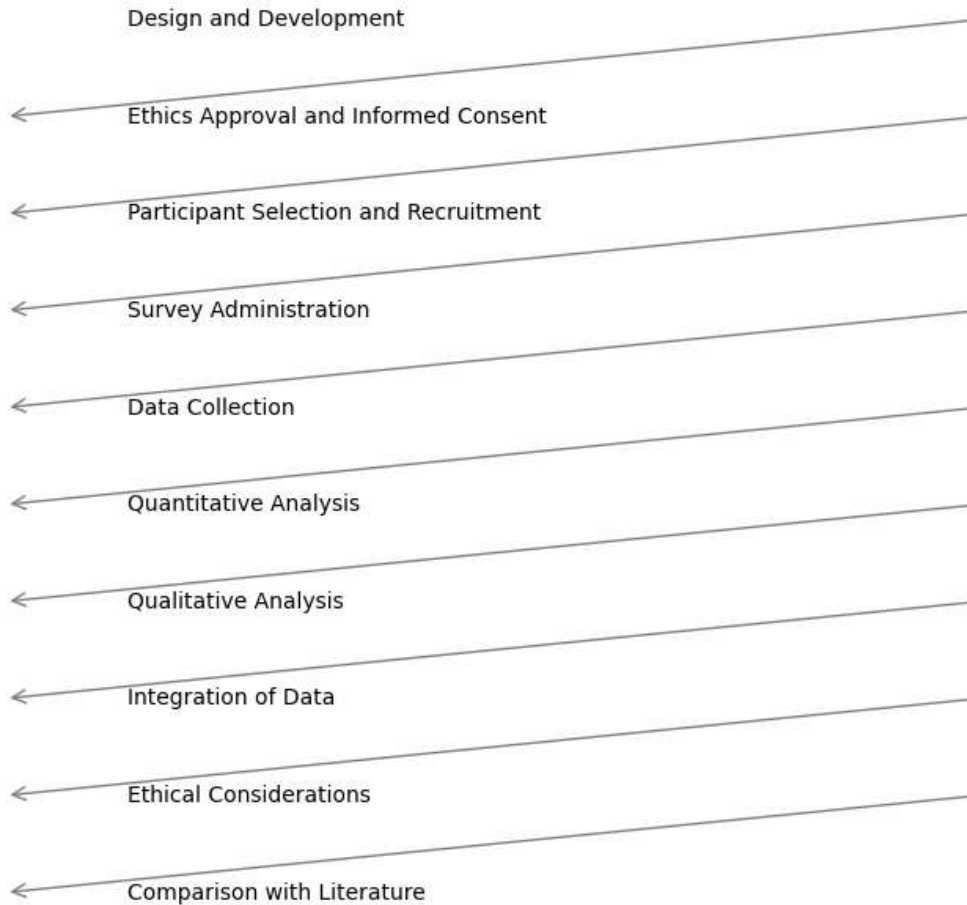 Design and Development
Ethics Approval and Informed Consent
Participant Selection and Recruitment
Survey Administration
Data Collection
Quantitative Analysis
Qualitative Analysis
Integration of Data
Ethical Considerations
Comparison with Literature